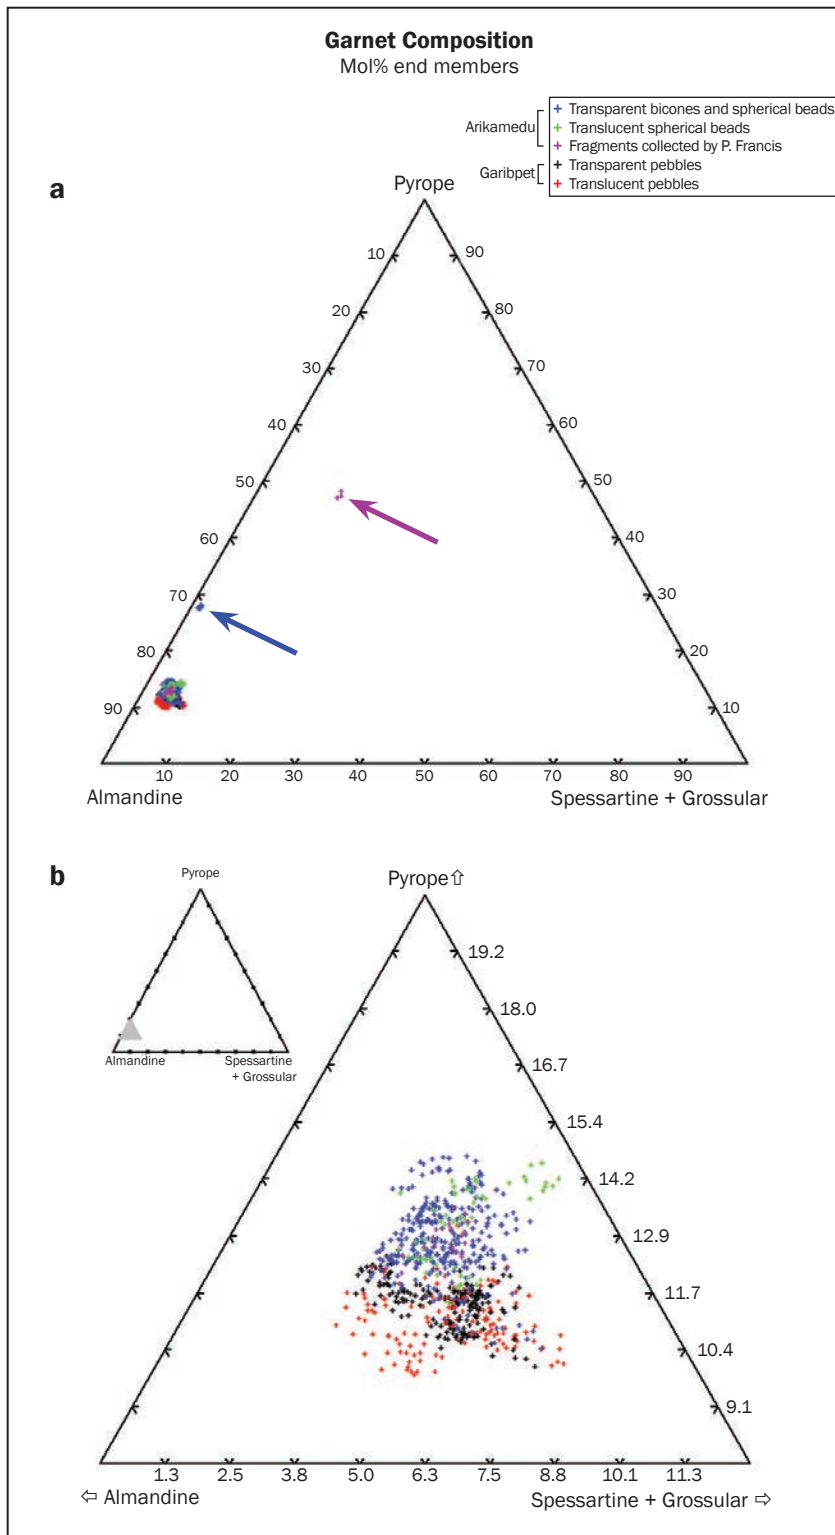 Garnet Composition
Mol% end members
Arikamedu
Transparent bicones and spherical beads
Translucent spherical beads
Fragments collected by P. Francis
Garibpet
Transparent pebbles
Translucent pebbles
a
Pyrope
10
90
20
80
30
70
40
60
50
50
60
40
70
30
80
20
90
10
10 20 30 40 50 60 70 80 90
Almandine
Spessartine + Grossular
b
Pyrope
Almandine
Spessartine
+ Grossular
Pyrope⇧
19.2
18.0
16.7
15.4
14.2
12.9
11.7
10.4
9.1
1.3 2.5 3.8 5.0 6.3 7.5 8.8 10.1 11.3
⇦ Almandine
Spessartine + Grossular ⇨